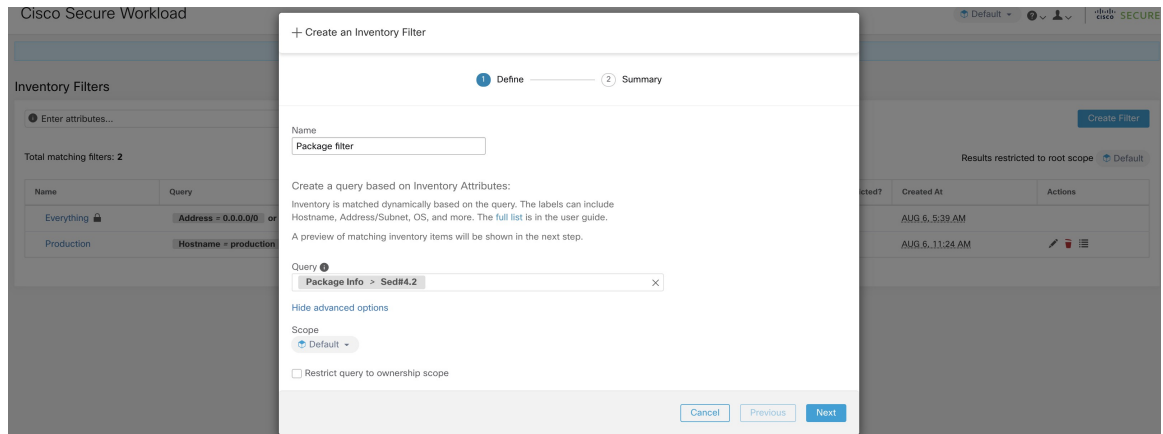 Cisco Secure Workload
Default
cisco SECURE
+ Create an Inventory Filter
1 Define 2 Summary
Inventory Filters
Enter attributes...
Create Filter
Name
Package filter
Total matching filters: 2
Results restricted to root scope Default
Create a query based on Inventory Attributes:
Inventory is matched dynamically based on the query. The labels can include
Hostname, Address/Subnet, OS, and more. The full list is in the user guide.
A preview of matching inventory items will be shown in the next step.
Name Query icted? Created At Actions
Everything Address = 0.0.0.0/0 or AUG 6, 5:39 AM
Production Hostname = production AUG 6, 11:24 AM
Query
Package Info > Sed#4.2
Hide advanced options
Scope
Default
Restrict query to ownership scope
Cancel Previous Next